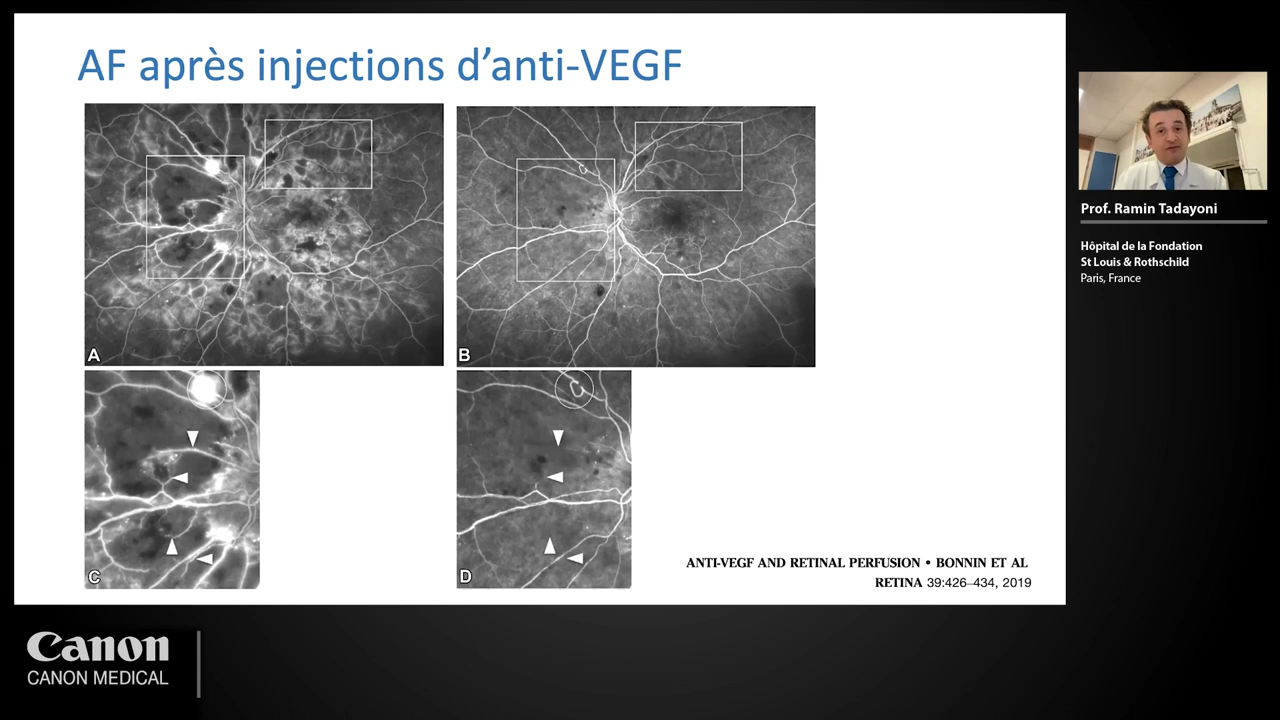 AF après injections d’anti-VEGF
A
B
C
D
ANTI-VEGF AND RETINAL PERFUSION • BONNIN ET AL
RETINA 39:426–434, 2019
Prof. Ramin Tadayoni
Hôpital de la Fondation
St Louis & Rothschild
Paris, France
Canon
CANON MEDICAL